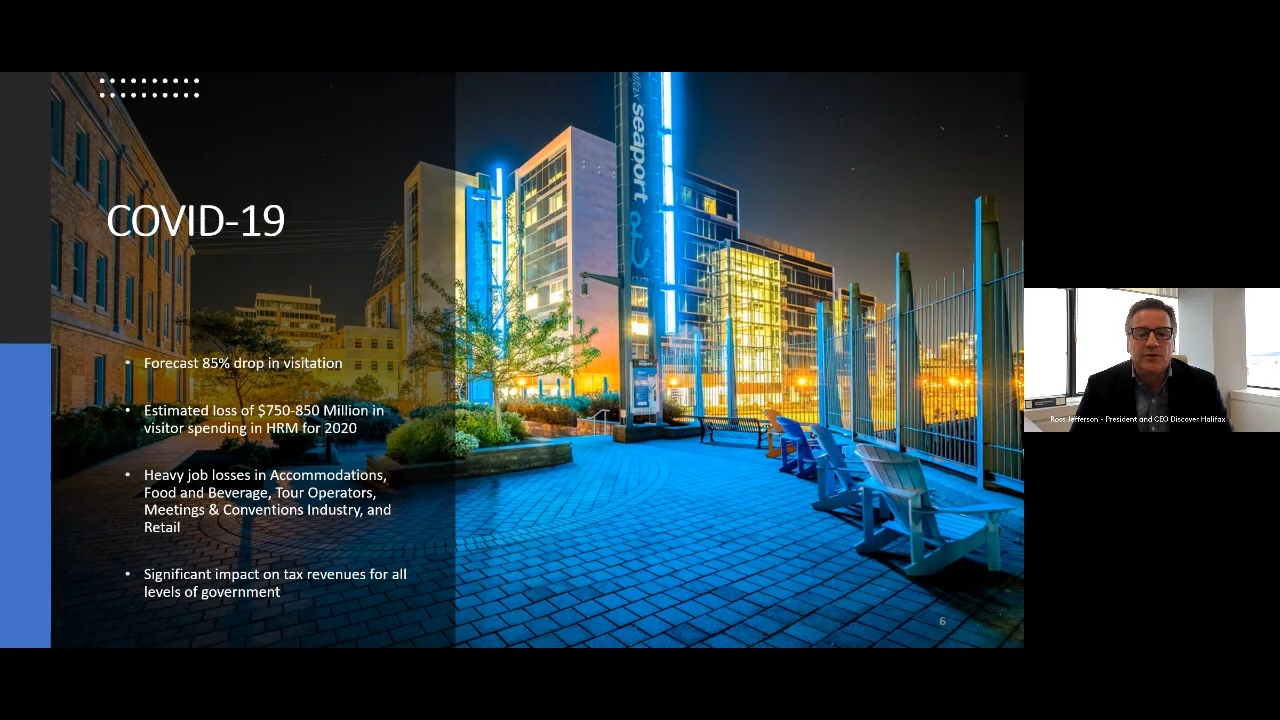 COVID-19
• Forecast 85% drop in visitation
• Estimated loss of $750-850 Million in
visitor spending in HRM for 2020
• Heavy job losses in Accommodations,
Food and Beverage, Tour Operators,
Meetings & Conventions Industry, and
Retail
• Significant impact on tax revenues for all
levels of government
seaport
6
Ross Jefferson - President and CEO Discover Halifax